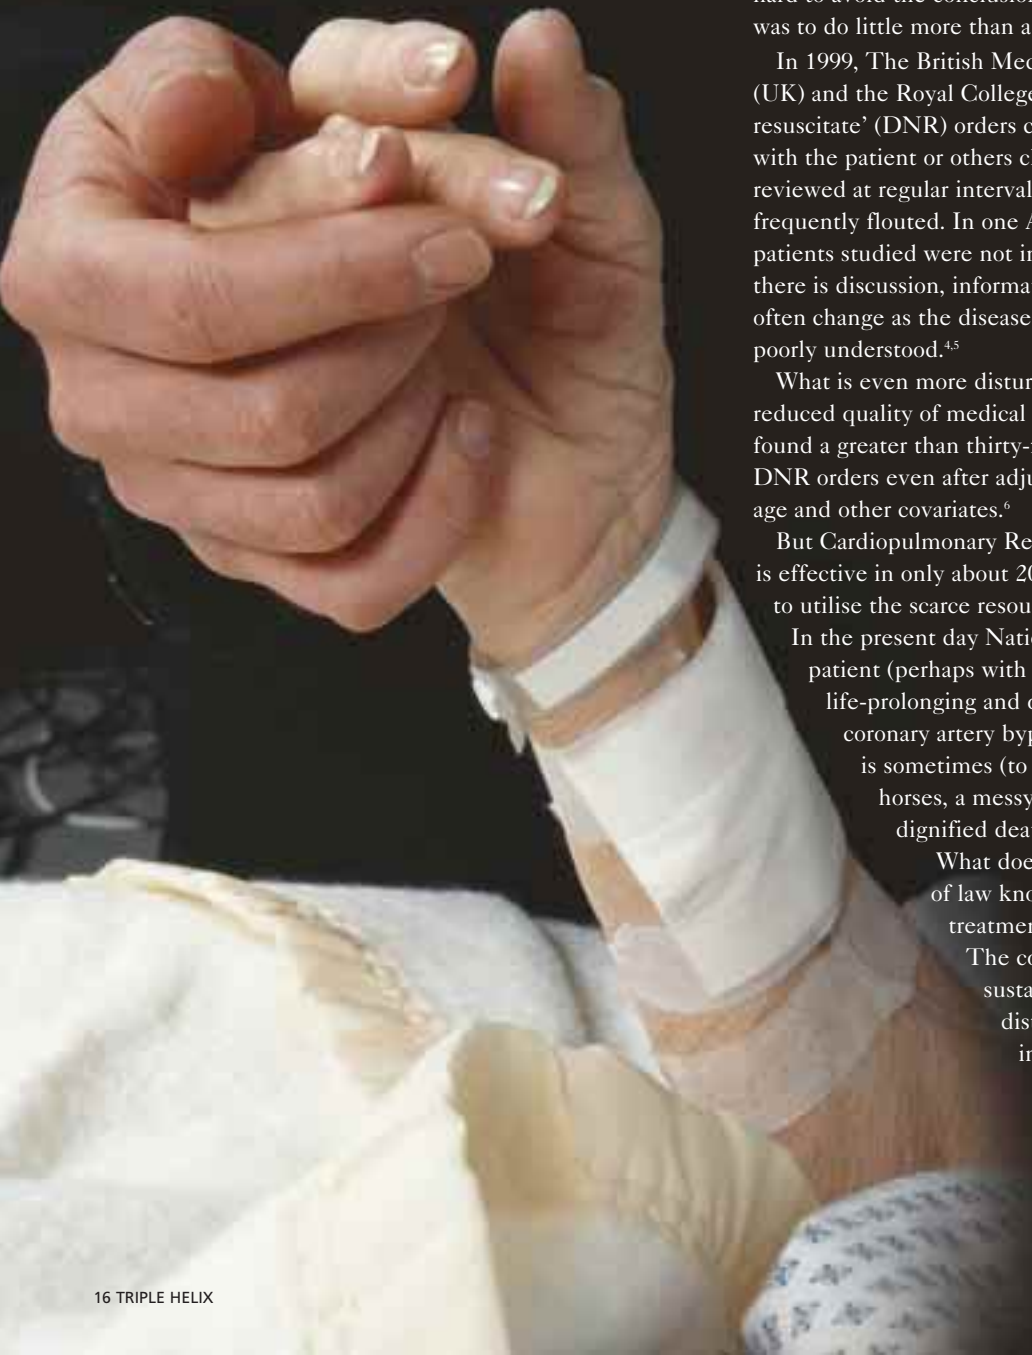 was to do little more than a
In 1999, The British Med
(UK) and the Royal College
resuscitate’ (DNR) orders c
with the patient or others cl
reviewed at regular interval
frequently flouted. In one A
patients studied were not in
there is discussion, informa
often change as the disease
poorly understood.4,5
What is even more distur
reduced quality of medical
found a greater than thirty-
DNR orders even after adju
age and other covariates.6
But Cardiopulmonary Re
is effective in only about 20
to utilise the scarce resou
In the present day Natio
patient (perhaps with
life-prolonging and
coronary artery byp
is sometimes (to
horses, a messy
dignified deat
What doe
of law kno
treatmen
The co
susta
dis
in
16 TRIPLE HELIX